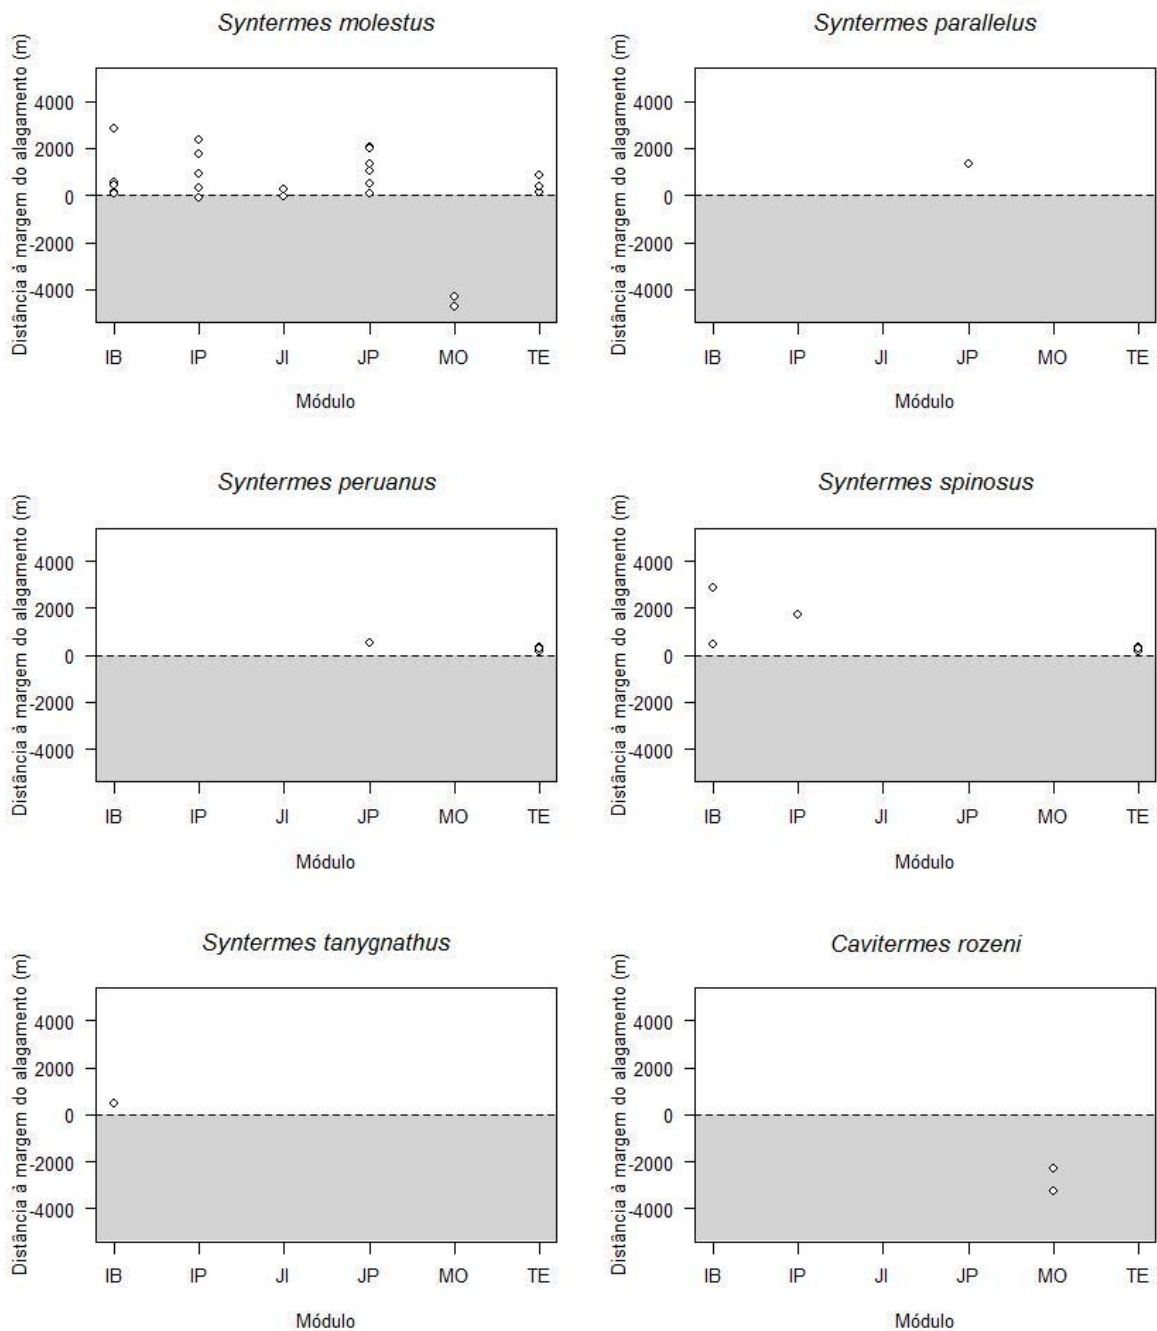 Syntermes molestus
Distância à margem do alagamento (m)
4000
2000
0
-2000
-4000
IB IP JI JP MO TE
Módulo
Syntermes parallelus
Distância à margem do alagamento (m)
4000
2000
0
-2000
-4000
IB IP JI JP MO TE
Módulo
Syntermes peruanus
Distância à margem do alagamento (m)
4000
2000
0
-2000
-4000
IB IP JI JP MO TE
Módulo
Syntermes spinosus
Distância à margem do alagamento (m)
4000
2000
0
-2000
-4000
IB IP JI JP MO TE
Módulo
Syntermes tanygnathus
Distância à margem do alagamento (m)
4000
2000
0
-2000
-4000
IB IP JI JP MO TE
Módulo
Cavitermes rozeni
Distância à margem do alagamento (m)
4000
2000
0
-2000
-4000
IB IP JI JP MO TE
Módulo